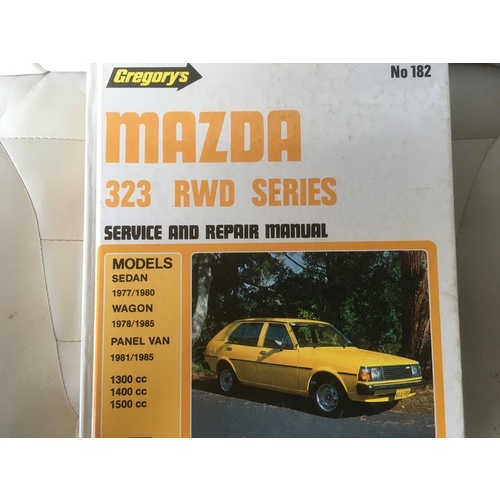 Gregory's
No 182
MAZDA
323 RWD SERIES
SERVICE AND REPAIR MANUAL
MODELS
SEDAN
1977/1980
WAGON
1978/1985
PANEL VAN
1981/1985
1300 cc
1400 cc
1500 cc